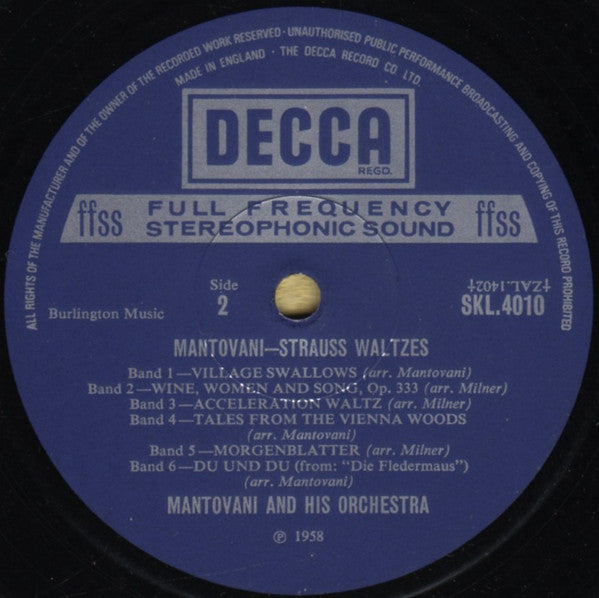 ALL RIGHTS OF THE MANUFACTURER AND OF THE OWNER OF THE RECORDED WORK RESERVED · UNAUTHORISED PUBLIC PERFORMANCE BROADCASTING AND COPYING OF THIS RECORD PROHIBITED
MADE IN ENGLAND · THE DECCA RECORD CO LTD
DECCA
REGD.
ffss FULL FREQUENCY ffss
STEREOPHONIC SOUND
Side
2
‡ZAL.1402‡
SKL.4010
Burlington Music
MANTOVANI—STRAUSS WALTZES
Band 1—VILLAGE SWALLOWS (arr. Mantovani)
Band 2—WINE, WOMEN AND SONG, Op. 333 (arr. Milner)
Band 3—ACCELERATION WALTZ (arr. Milner)
Band 4—TALES FROM THE VIENNA WOODS
(arr. Mantovani)
Band 5—MORGENBLATTER (arr. Milner)
Band 6—DU UND DU (from: “Die Fledermaus”)
(arr. Mantovani)
MANTOVANI AND HIS ORCHESTRA
℗ 1958